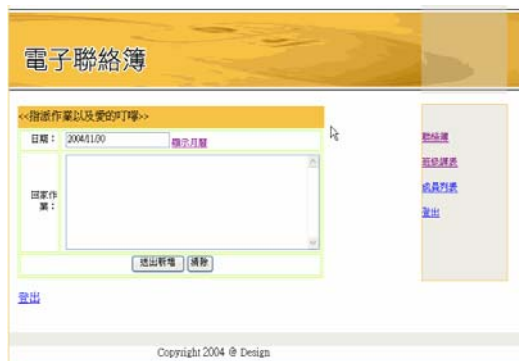 電子聯絡簿
<<指派作業以及愛的叮嚀>>
日期：
2004/11/30
顯示月曆
回家作
業：
送出新增 清除
登出
聯絡簿
班級課表
成員列表
登出
Copyright 2004 @ Design